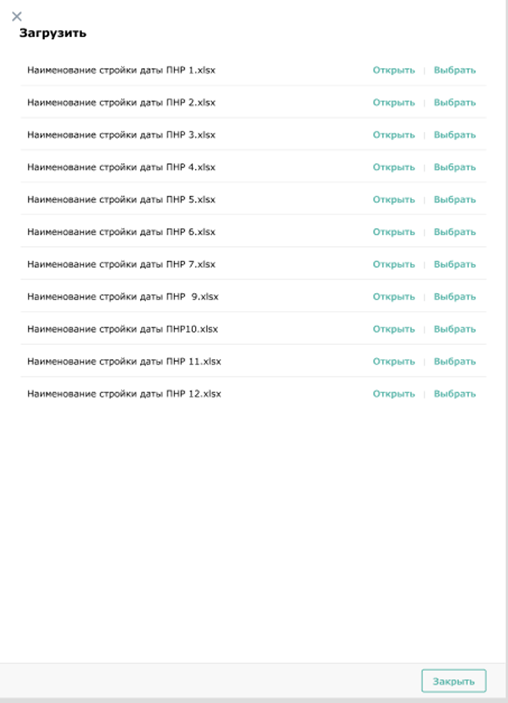 Загрузить
Наименование стройки даты ПНР 1.xlsx Открыть Выбрать
Наименование стройки даты ПНР 2.xlsx Открыть Выбрать
Наименование стройки даты ПНР 3.xlsx Открыть Выбрать
Наименование стройки даты ПНР 4.xlsx Открыть Выбрать
Наименование стройки даты ПНР 5.xlsx Открыть Выбрать
Наименование стройки даты ПНР 6.xlsx Открыть Выбрать
Наименование стройки даты ПНР 7.xlsx Открыть Выбрать
Наименование стройки даты ПНР  9.xlsx Открыть Выбрать
Наименование стройки даты ПНР10.xlsx Открыть Выбрать
Наименование стройки даты ПНР 11.xlsx Открыть Выбрать
Наименование стройки даты ПНР 12.xlsx Открыть Выбрать
Закрыть